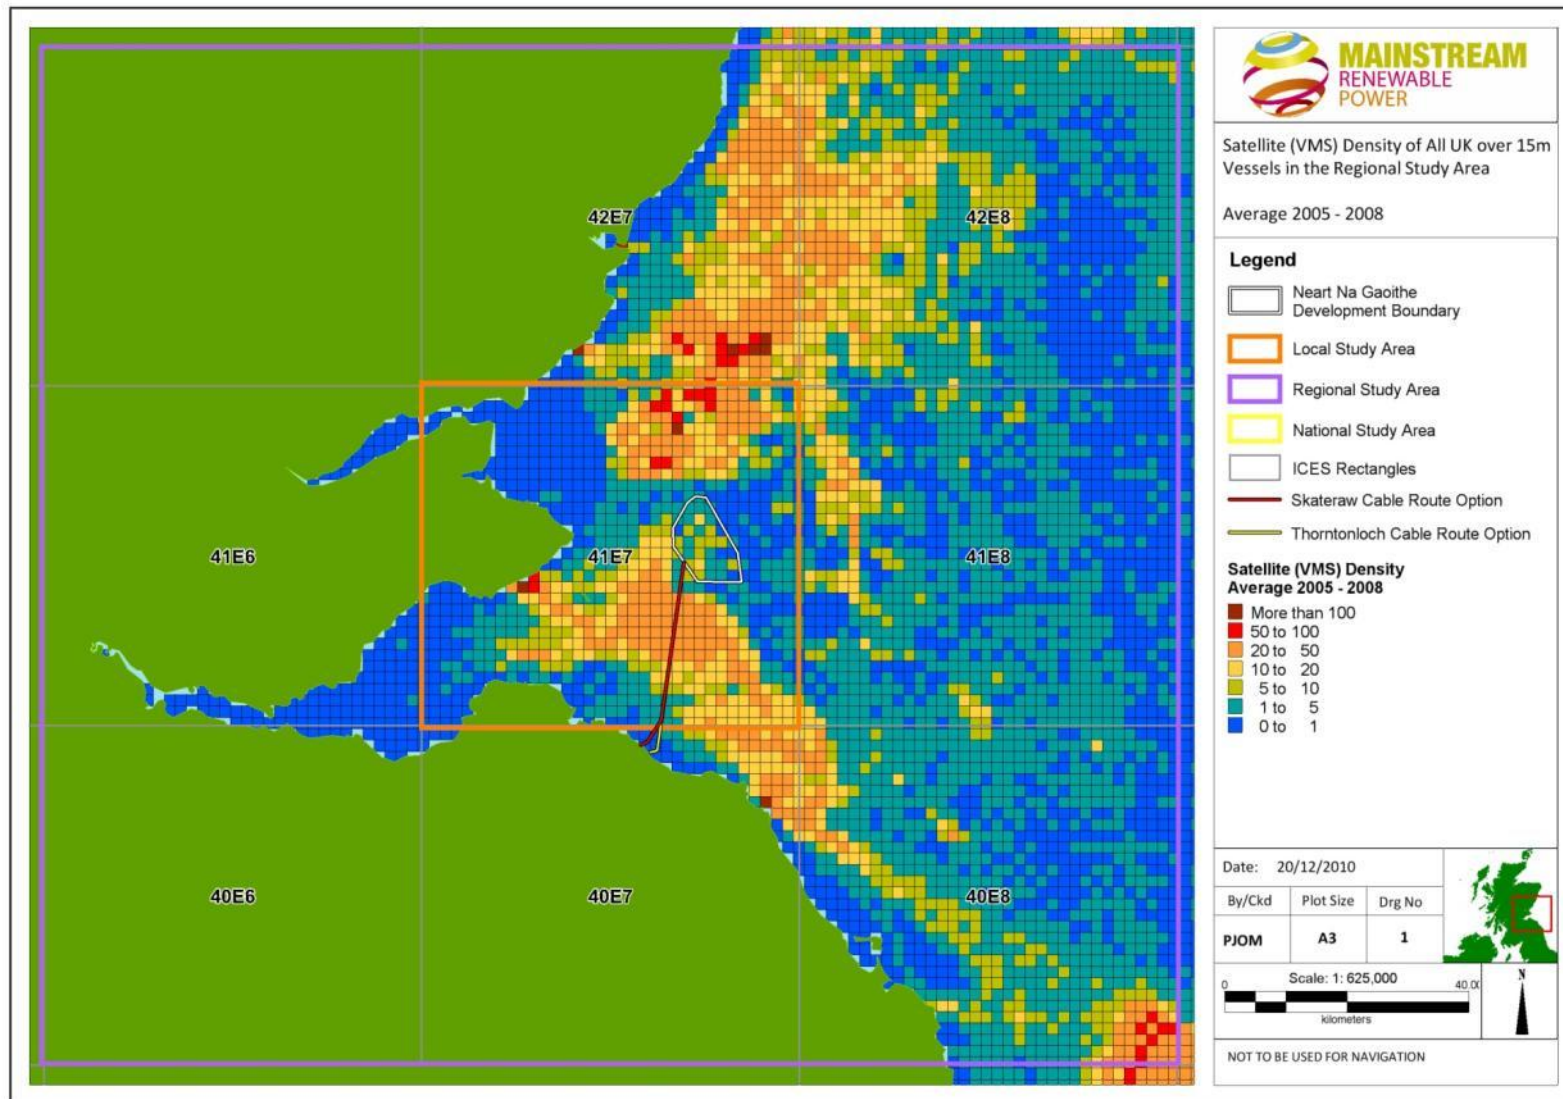 MAINSTREAM
RENEWABLE
POWER
Satellite (VMS) Density of All UK over 15m
Vessels in the Regional Study Area
Average 2005 - 2008
Legend
Neart Na Gaoithe
Development Boundary
Local Study Area
Regional Study Area
National Study Area
ICES Rectangles
Skateraw Cable Route Option
Thorntonloch Cable Route Option
Satellite (VMS) Density
Average 2005 - 2008
More than 100
50 to 100
20 to 50
10 to 20
5 to 10
1 to 5
0 to 1
42E7
42E8
41E6
41E7
41E8
40E6
40E7
40E8
Date: 20/12/2010
By/Ckd Plot Size Drg No
PJOM A3 1
Scale: 1: 625,000
0
kilometers
N
NOT TO BE USED FOR NAVIGATION